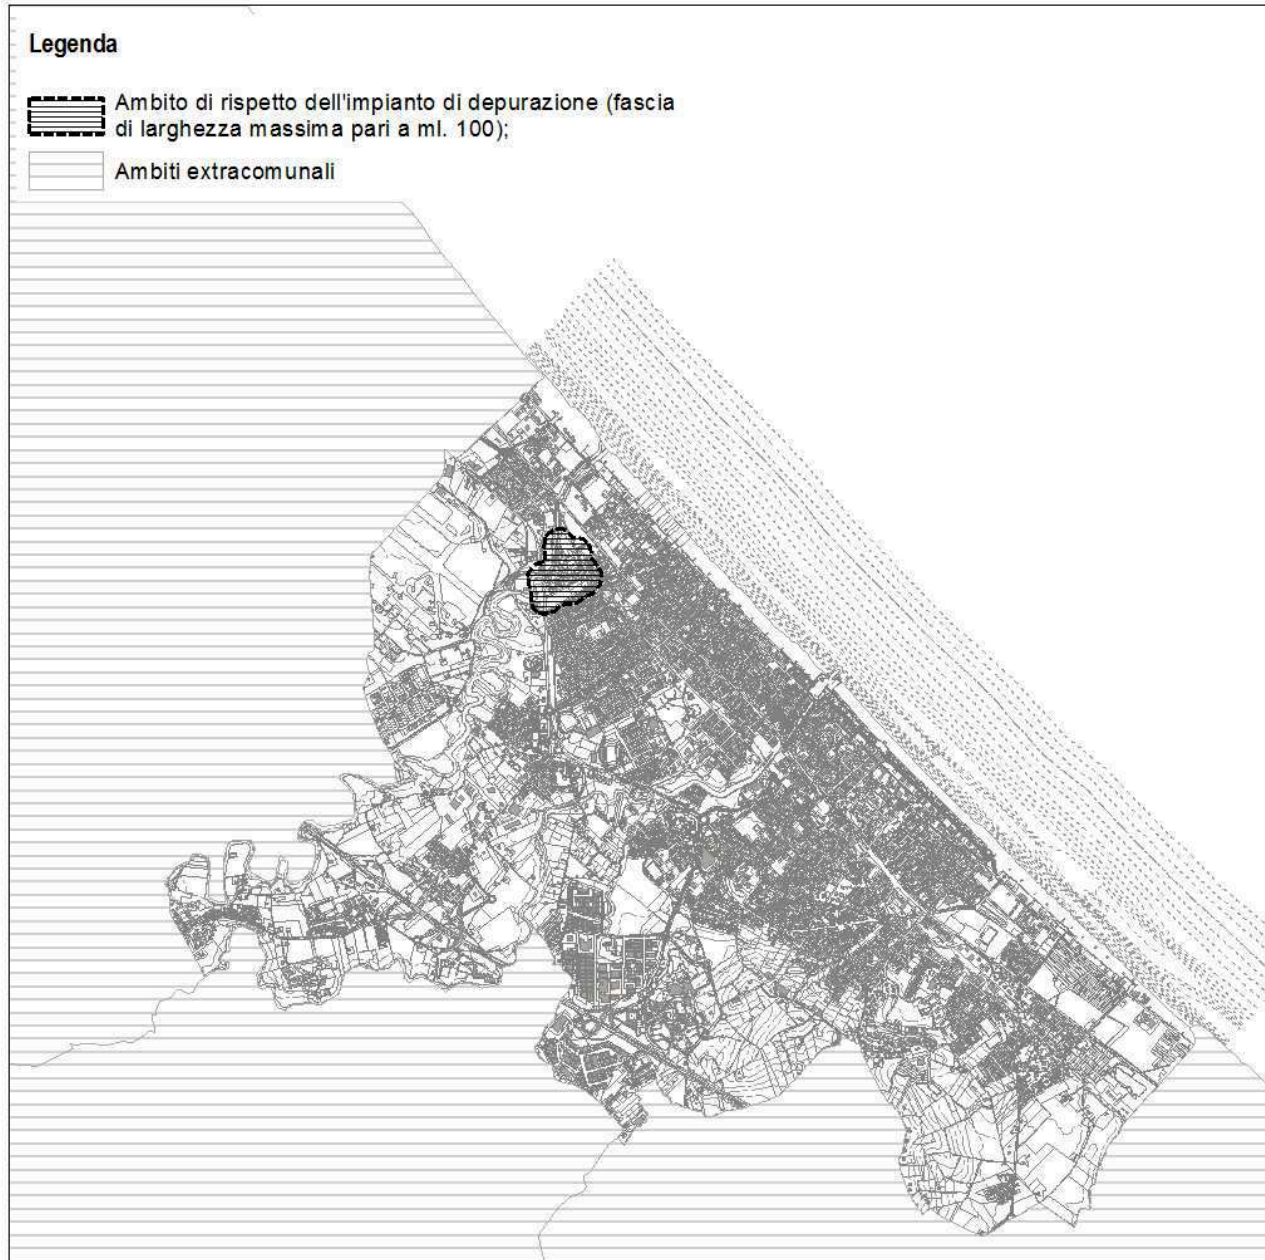 Legenda
Ambito di rispetto dell'impianto di depurazione (fascia
di larghezza massima pari a ml. 100);
Ambiti extracomunali